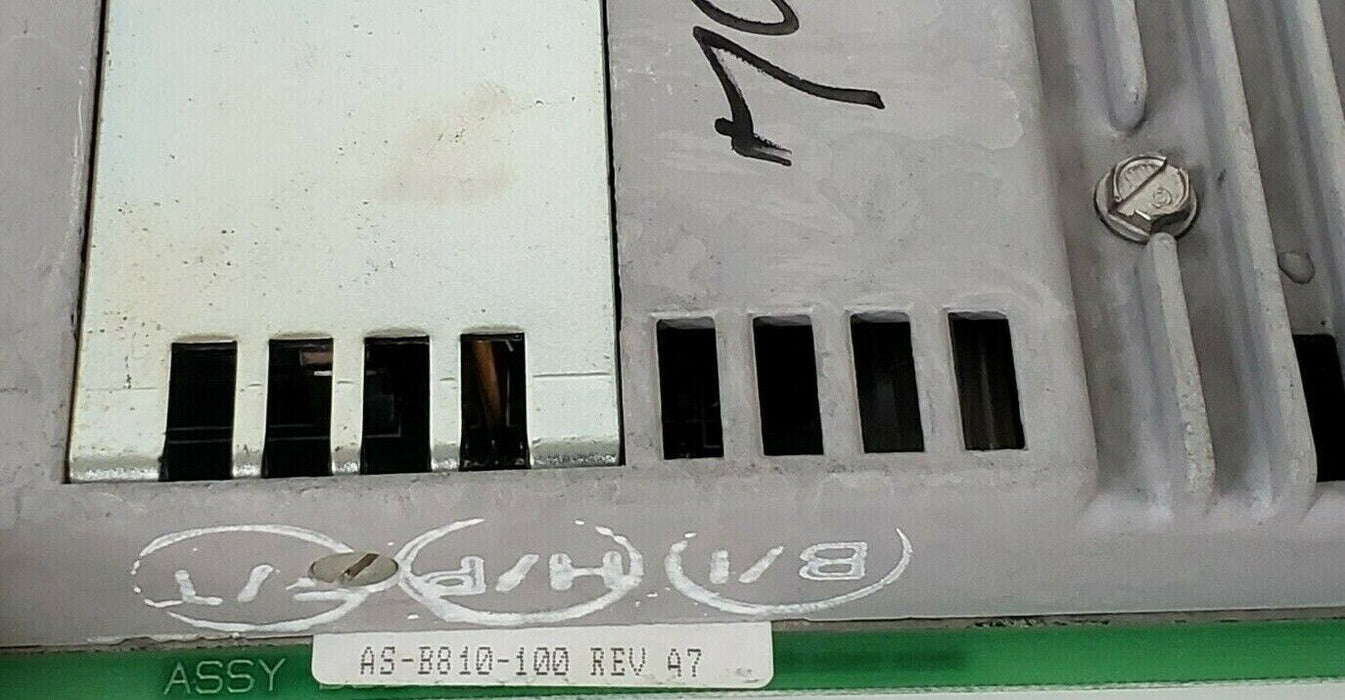 B/I H/P F/T
ASSY AS-B810-100 REV A7